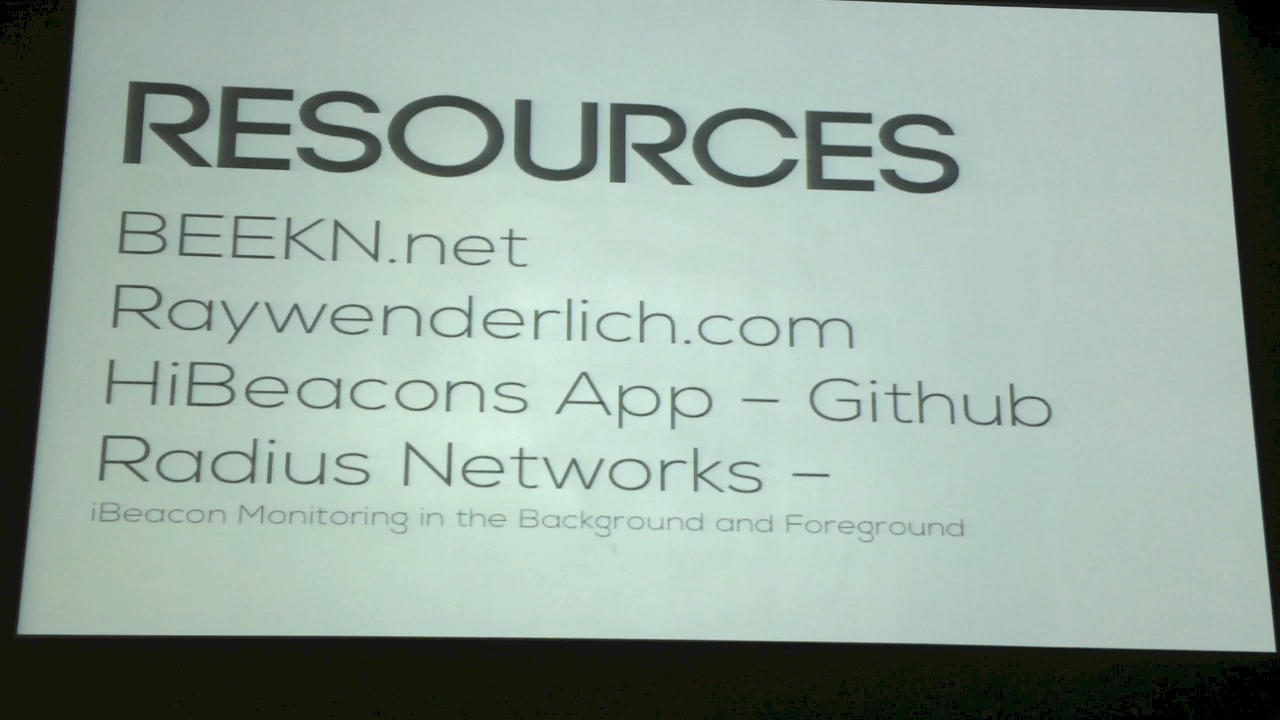 RESOURCES
BEEKN.net
Raywenderlich.com
HiBeacons App – Github
Radius Networks –
iBeacon Monitoring in the Background and Foreground